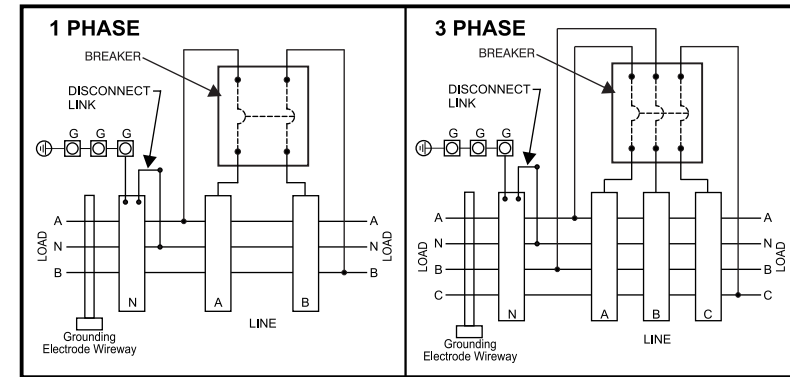 1 PHASE
BREAKER
DISCONNECT
LINK
G G G
A A
N N
B B
LOAD
LOAD
N A B
LINE
Grounding
Electrode Wireway
3 PHASE
BREAKER
DISCONNECT
LINK
G G G
A A
N N
B B
C C
LOAD
LOAD
N A B C
LINE
Grounding
Electrode Wireway